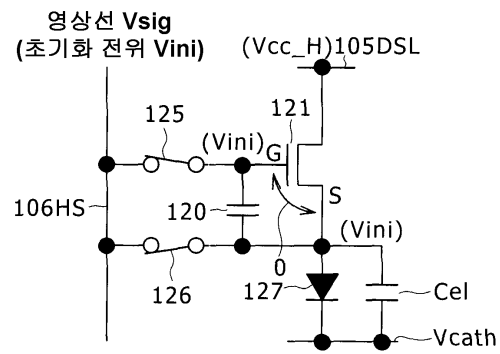 영상선 Vsig
(초기화 전위 Vini)
(Vcc_H)105DSL
125
121
(Vini)
G
S
106HS
120
(Vini)
0
126
127
Cel
Vcath